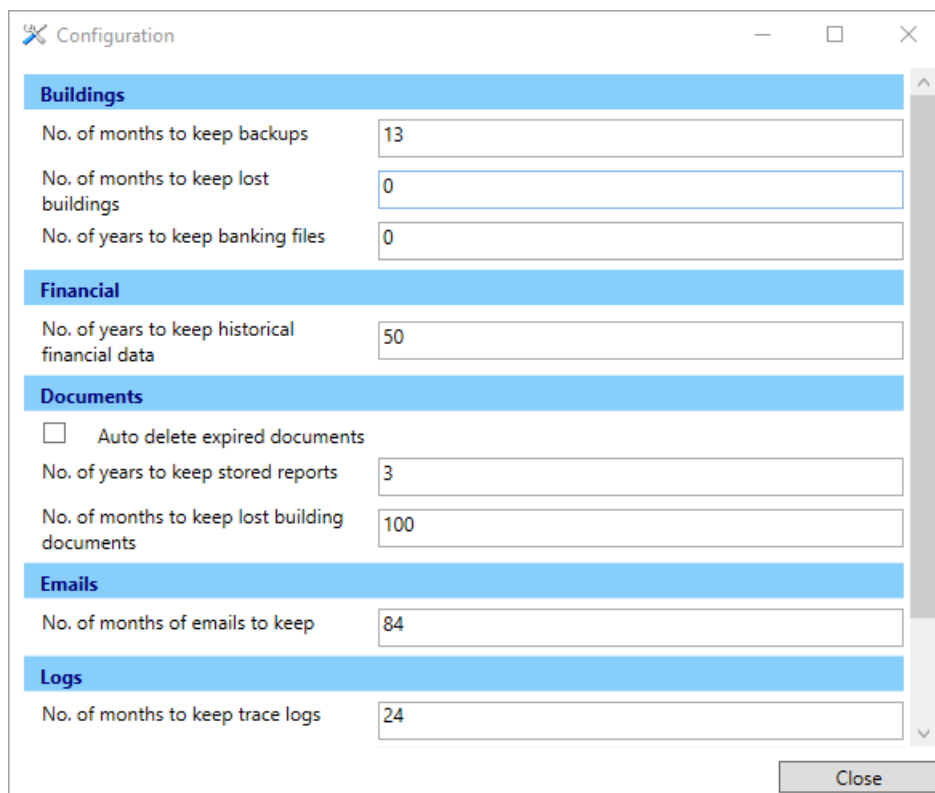 Configuration
Buildings
No. of months to keep backups
13
No. of months to keep lost
buildings
0
No. of years to keep banking files
0
Financial
No. of years to keep historical
financial data
50
Documents
Auto delete expired documents
No. of years to keep stored reports
3
No. of months to keep lost building
documents
100
Emails
No. of months of emails to keep
84
Logs
No. of months to keep trace logs
24
Close